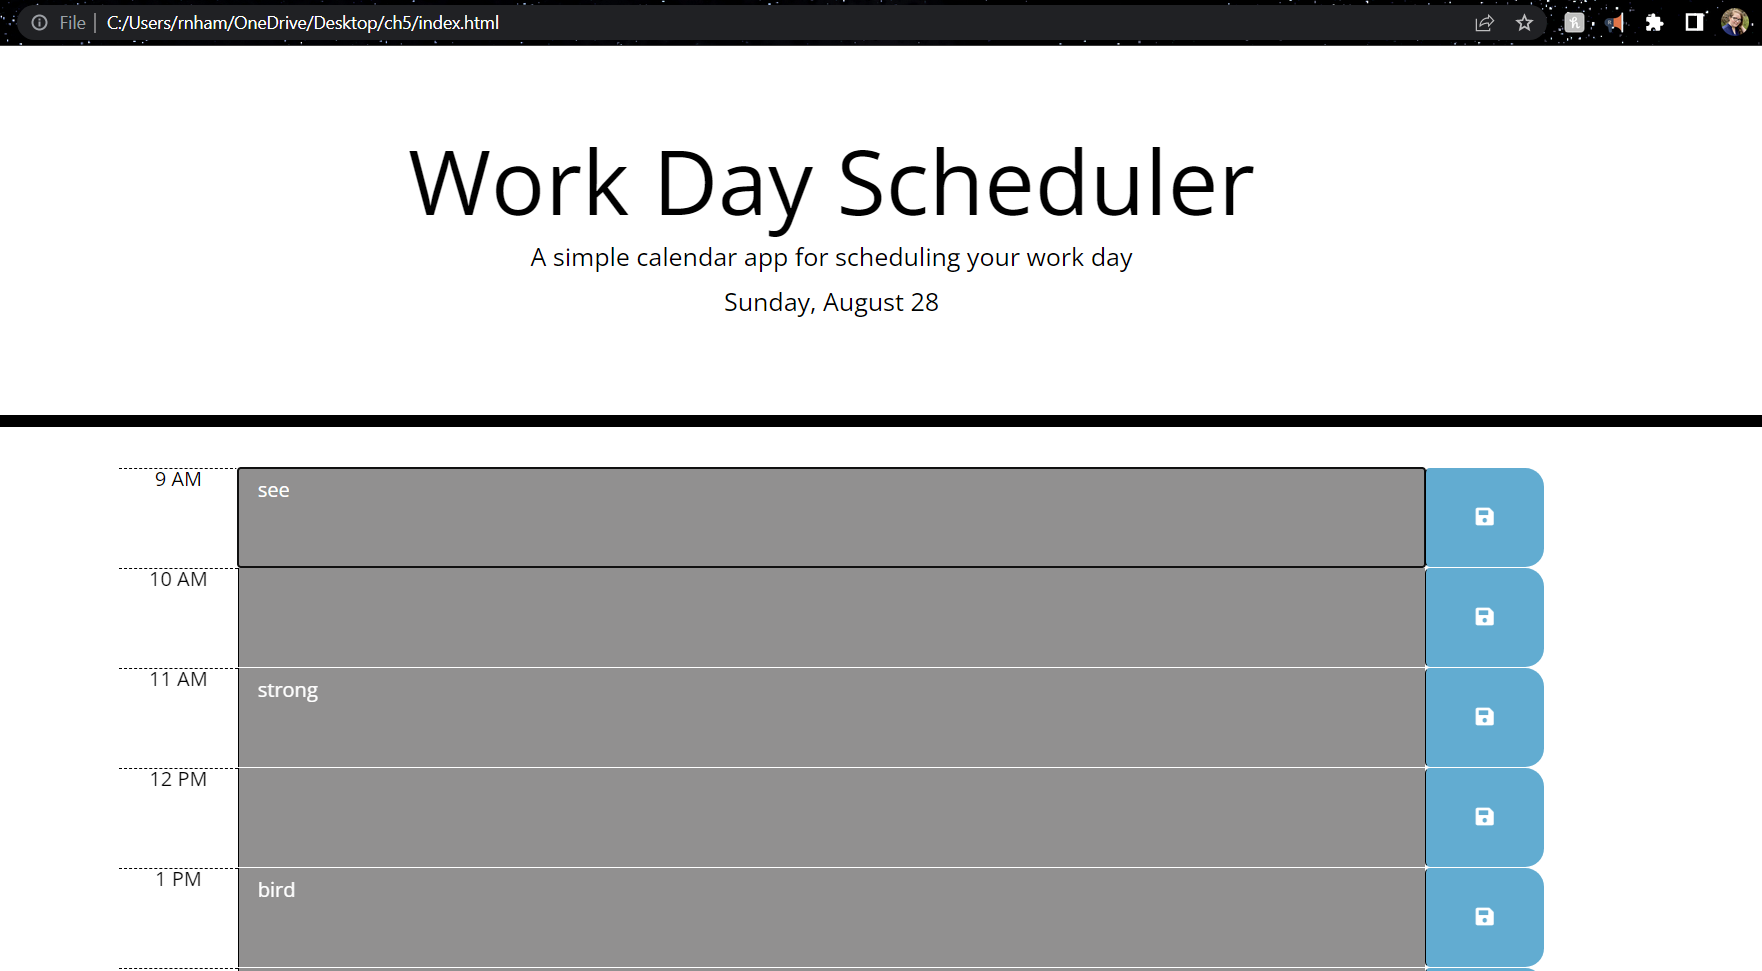 File C:/Users/rnham/OneDrive/Desktop/ch5/index.html
Work Day Scheduler
A simple calendar app for scheduling your work day
Sunday, August 28
9 AM see
10 AM
11 AM strong
12 PM
1 PM bird